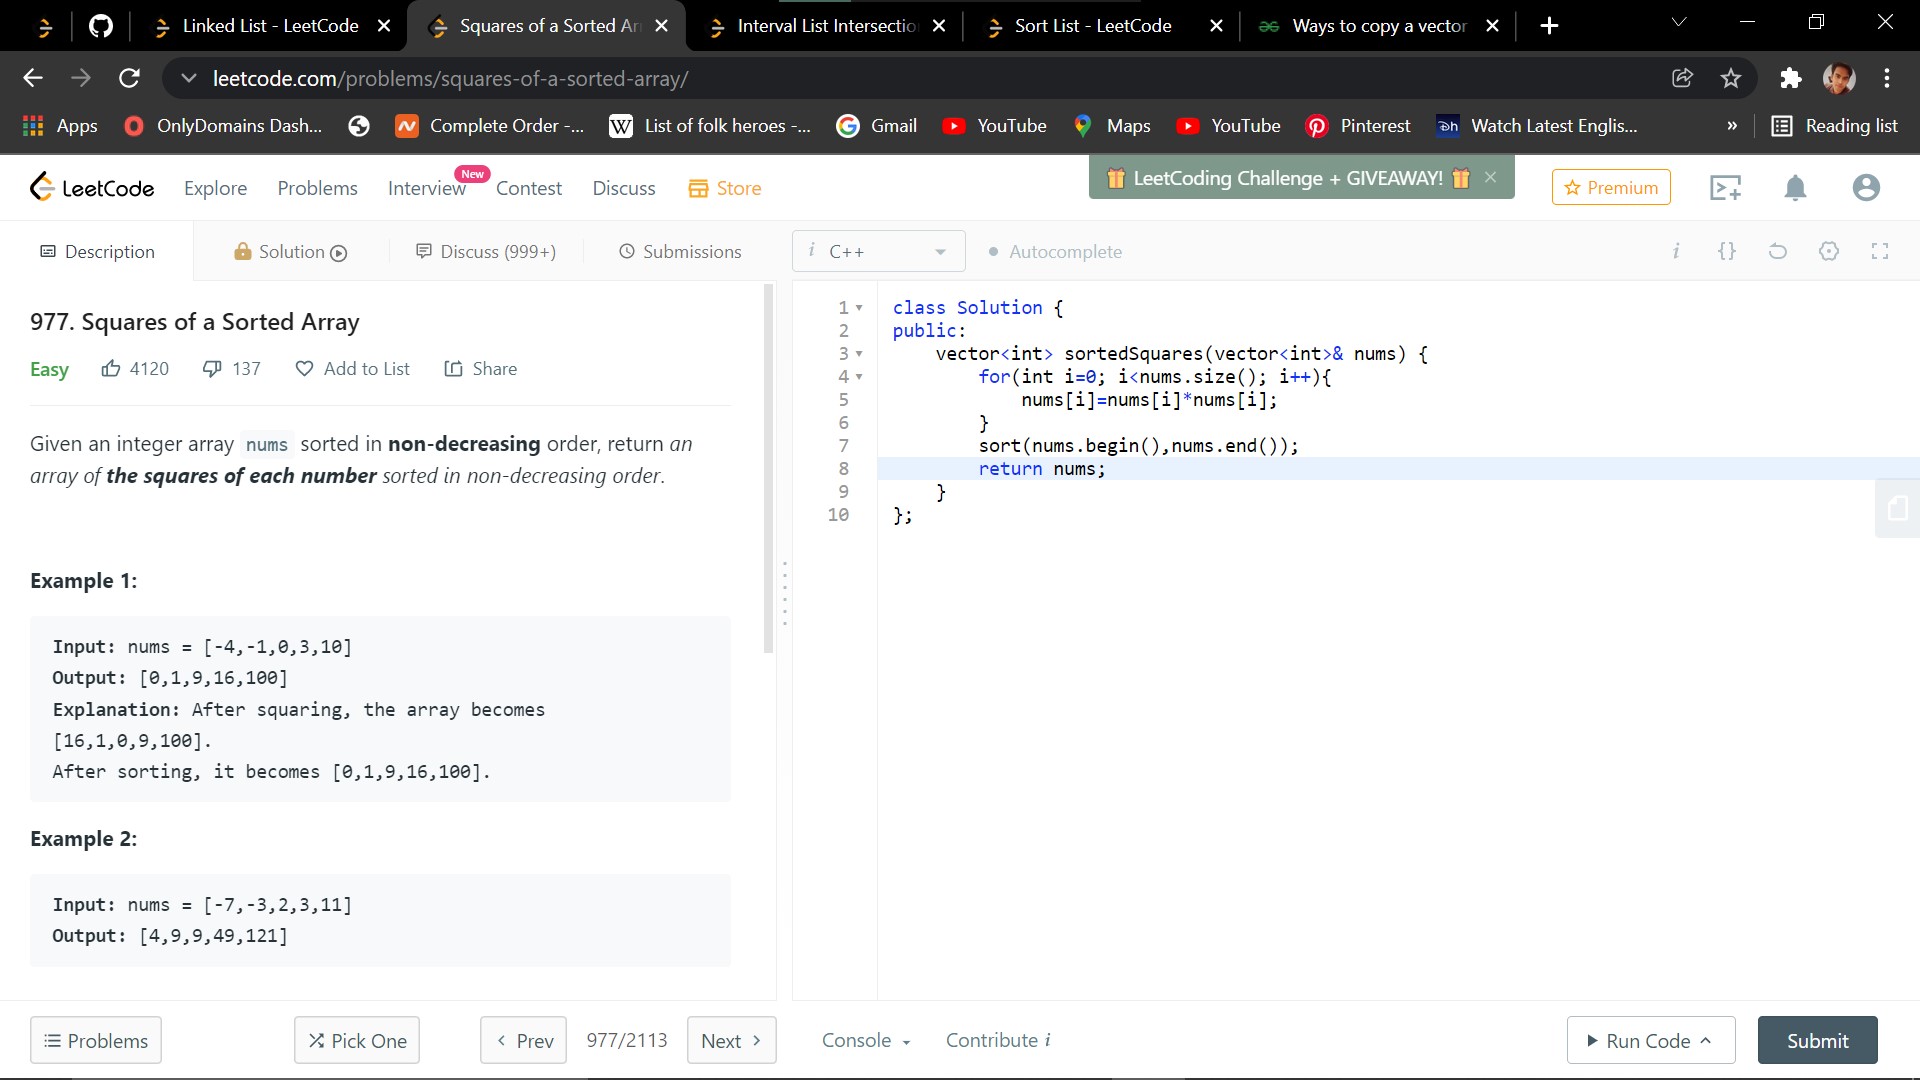 Linked List - LeetCode
Squares of a Sorted Ar
Interval List Intersectio
Sort List - LeetCode
Ways to copy a vector
leetcode.com/problems/squares-of-a-sorted-array/
Apps
OnlyDomains Dash...
Complete Order -...
W List of folk heroes -...
Gmail
YouTube
Maps
YouTube
Pinterest
Watch Latest Englis...
»
Reading list
LeetCode
Explore
Problems
Interview
New
Contest
Discuss
Store
LeetCoding Challenge + GIVEAWAY!
Premium
Description
Solution
Discuss (999+)
Submissions
i C++
Autocomplete
i {}
977. Squares of a Sorted Array
Easy 4120 137 Add to List Share
Given an integer array nums sorted in non-decreasing order, return an
array of the squares of each number sorted in non-decreasing order.
Example 1:
Input: nums = [-4,-1,0,3,10]
Output: [0,1,9,16,100]
Explanation: After squaring, the array becomes
[16,1,0,9,100].
After sorting, it becomes [0,1,9,16,100].
Example 2:
Input: nums = [-7,-3,2,3,11]
Output: [4,9,9,49,121]
1 class Solution {
2 public:
3 vector<int> sortedSquares(vector<int>& nums) {
4 for(int i=0; i<nums.size(); i++){
5 nums[i]=nums[i]*nums[i];
6 }
7 sort(nums.begin(),nums.end());
8 return nums;
9 }
10 };
Problems
Pick One
< Prev
977/2113
Next >
Console
Contribute i
Run Code
Submit